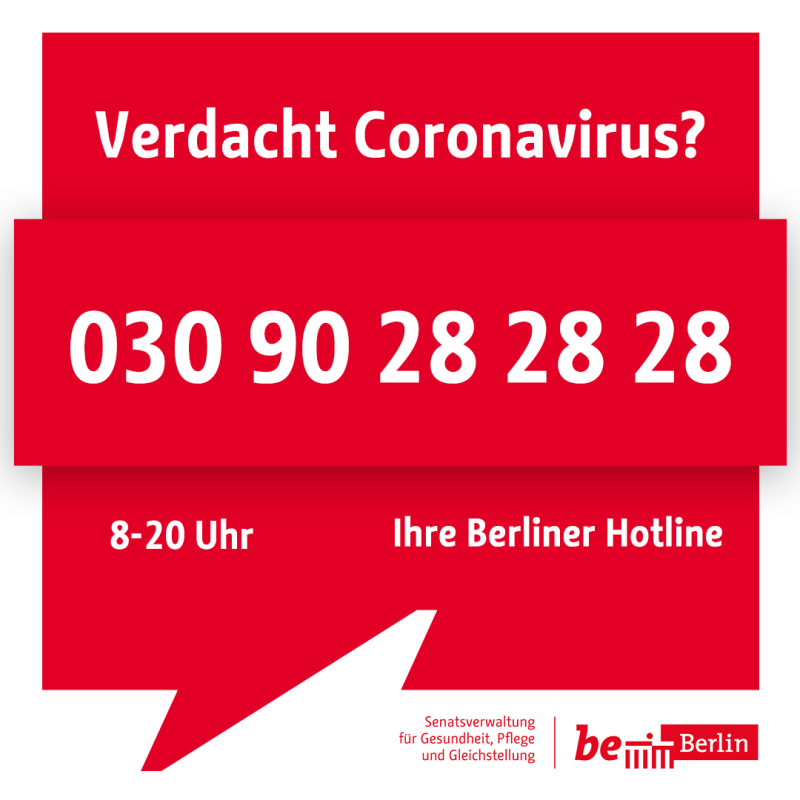 Verdacht Coronavirus?
030 90 28 28 28
8-20 Uhr
Ihre Berliner Hotline
Senatsverwaltung
für Gesundheit, Pflege
und Gleichstellung
be Berlin